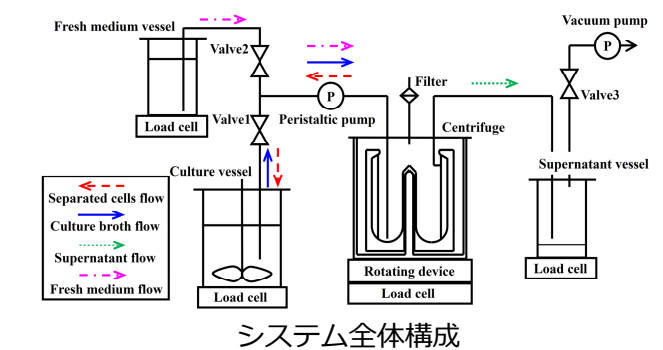 Fresh medium vessel
Valve2
Load cell
Valve1
Culture vessel
Load cell
P
Peristaltic pump
Filter
Centrifuge
Rotating device
Load cell
Vacuum pump
P
Valve3
Supernatant vessel
Load cell
Separated cells flow
Culture broth flow
Supernatant flow
Fresh medium flow
システム全体構成